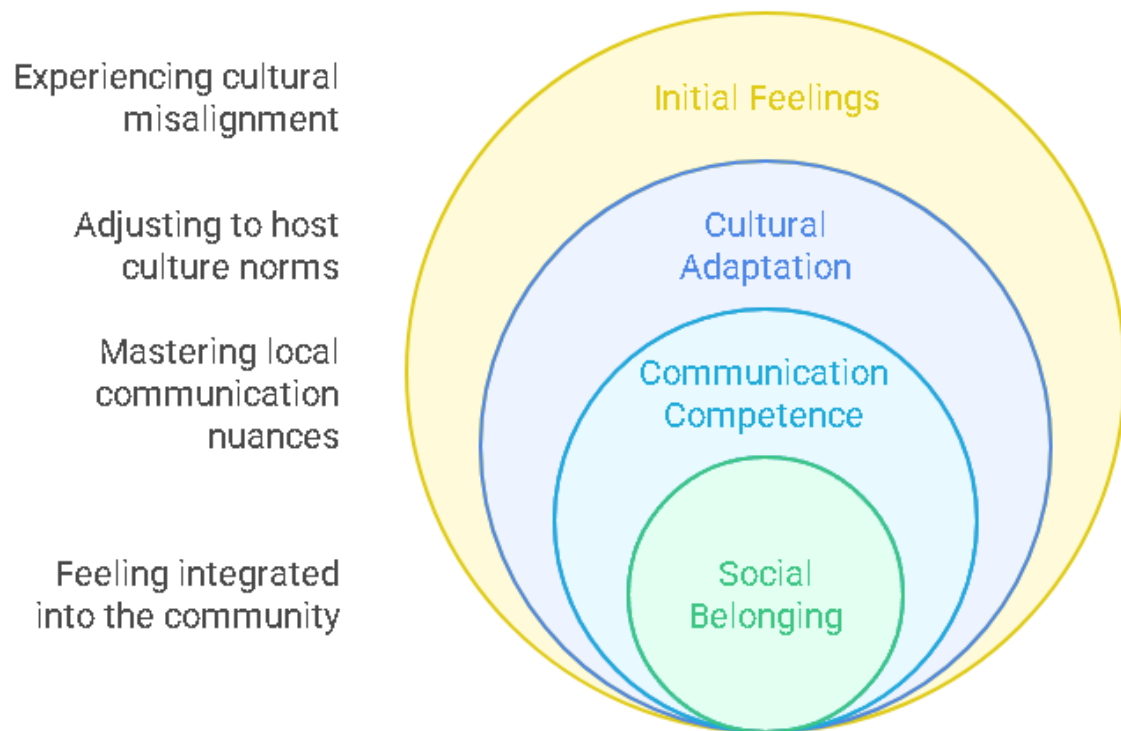 Experiencing cultural
misalignment
Initial Feelings
Adjusting to host
culture norms
Cultural
Adaptation
Mastering local
communication
nuances
Communication
Competence
Feeling integrated
into the community
Social
Belonging